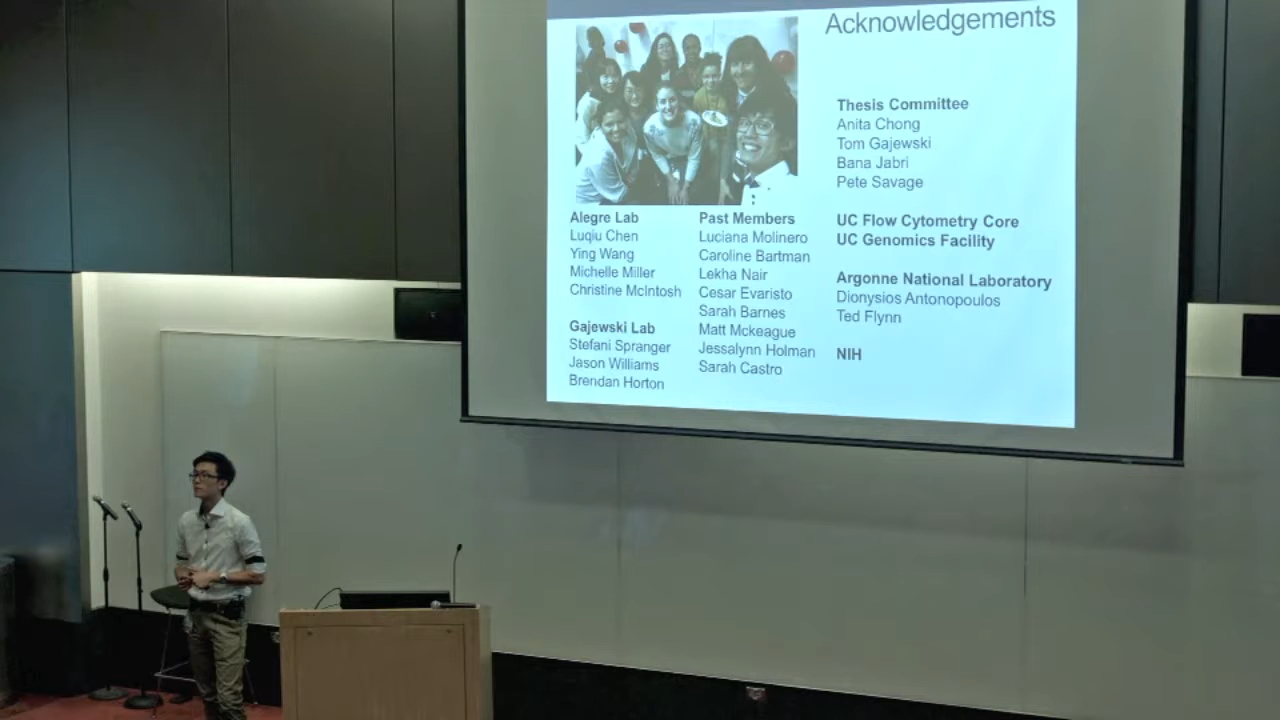 Acknowledgements
Alegre Lab
Luqiu Chen
Ying Wang
Michelle Miller
Christine McIntosh
Gajewski Lab
Stefani Spranger
Jason Williams
Brendan Horton
Past Members
Luciana Molinero
Caroline Bartman
Lekha Nair
Cesar Evaristo
Sarah Barnes
Matt Mckeague
Jessalynn Holman
Sarah Castro
Thesis Committee
Anita Chong
Tom Gajewski
Bana Jabri
Pete Savage
UC Flow Cytometry Core
UC Genomics Facility
Argonne National Laboratory
Dionysios Antonopoulos
Ted Flynn
NIH